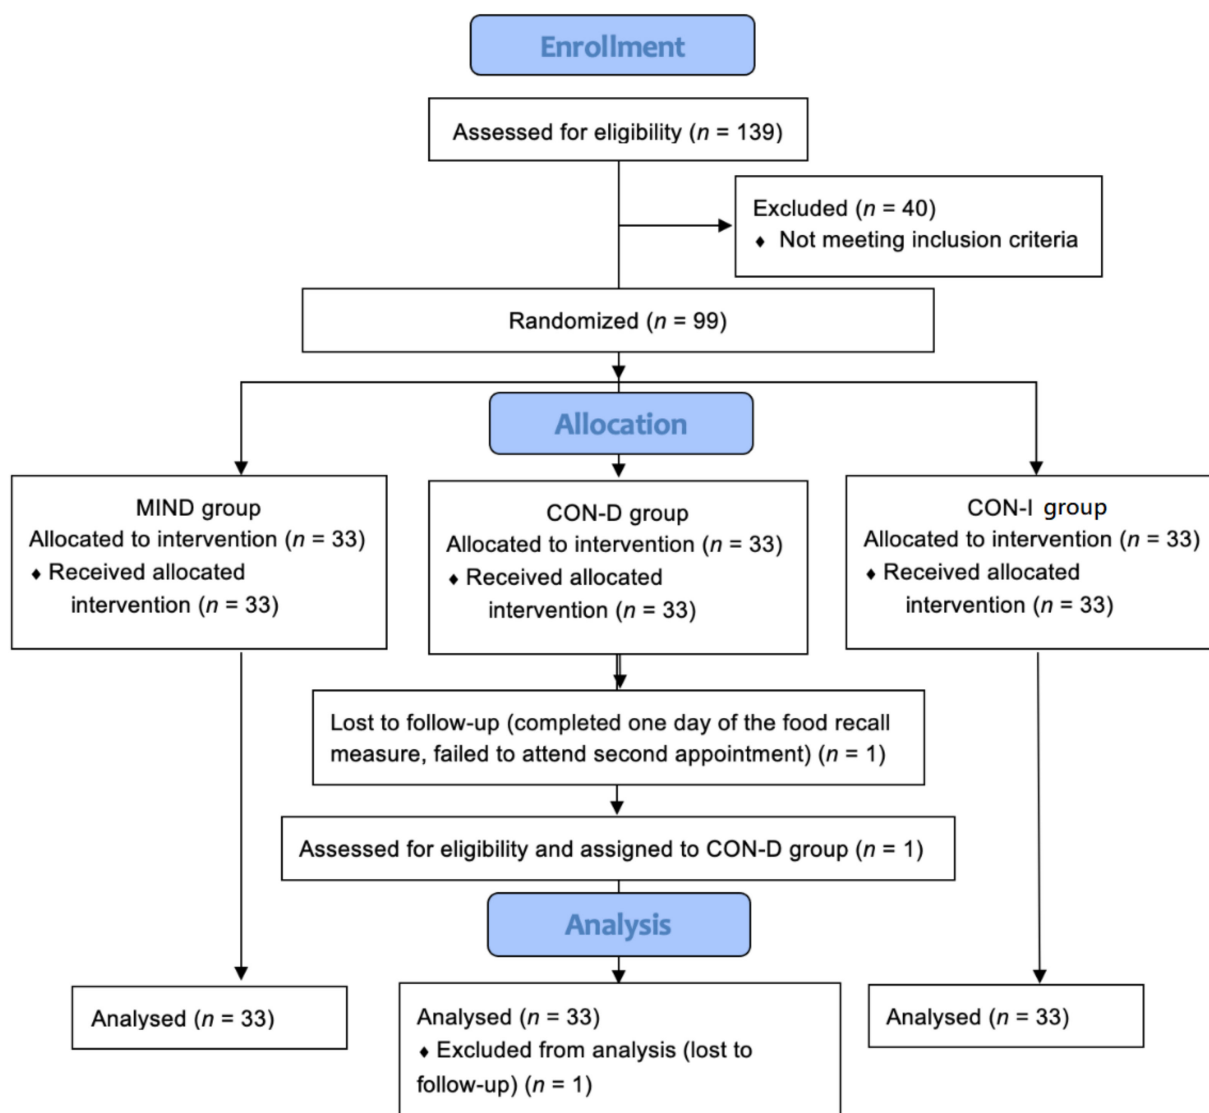 Enrollment
Assessed for eligibility (n = 139)
Excluded (n = 40)
♦ Not meeting inclusion criteria
Randomized (n = 99)
Allocation
MIND group
Allocated to intervention (n = 33)
♦ Received allocated
intervention (n = 33)
CON-D group
Allocated to intervention (n = 33)
♦ Received allocated
intervention (n = 33)
CON-I group
Allocated to intervention (n = 33)
♦ Received allocated
intervention (n = 33)
Lost to follow-up (completed one day of the food recall
measure, failed to attend second appointment) (n = 1)
Assessed for eligibility and assigned to CON-D group (n = 1)
Analysis
Analysed (n = 33)
Analysed (n = 33)
♦ Excluded from analysis (lost to
follow-up) (n = 1)
Analysed (n = 33)